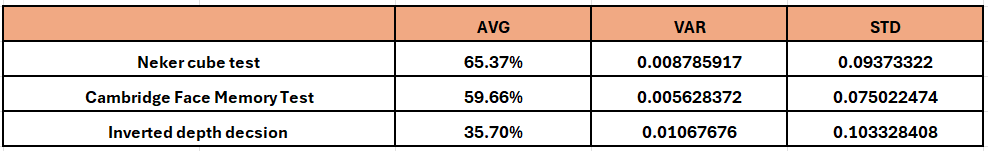 AVG VAR STD
Neker cube test 65.37% 0.008785917 0.09373322
Cambridge Face Memory Test 59.66% 0.005628372 0.075022474
Inverted depth decsion 35.70% 0.01067676 0.103328408